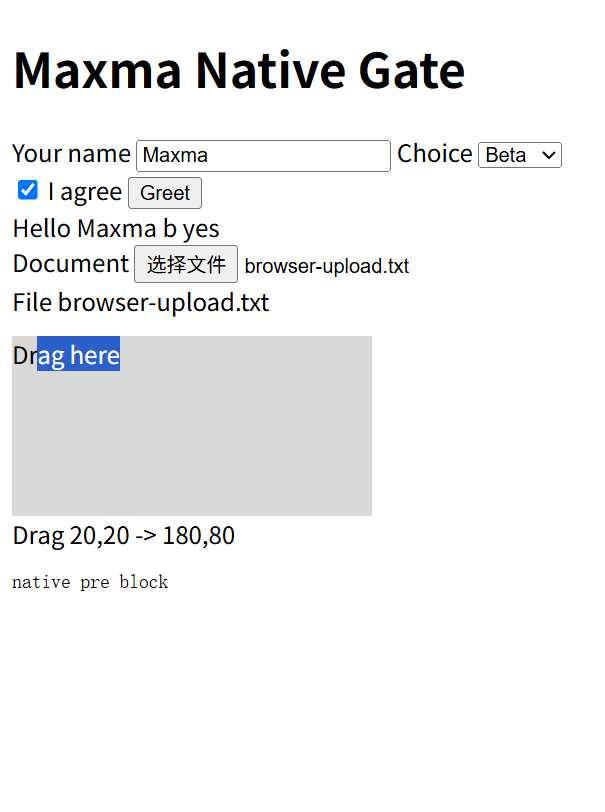 Maxma Native Gate
Your name Maxma Choice Beta
I agree Greet
Hello Maxma b yes
Document 选择文件 browser-upload.txt
File browser-upload.txt
Drag here
Drag 20,20 -> 180,80
native pre block